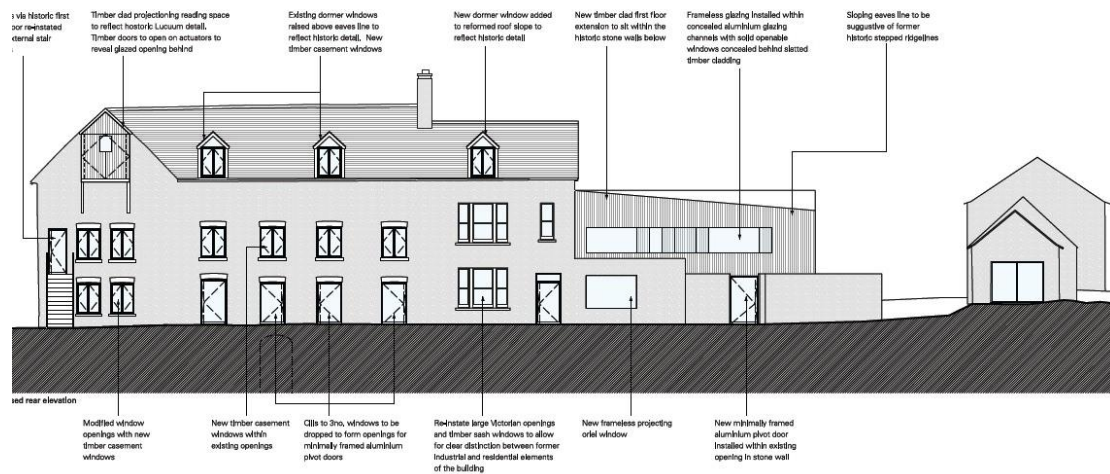 e via historic first
oor re-instated
xternal stair
Timber clad projectioning reading space
to reflect hostoric Lucuum detail.
Timber doors to open on actuators to
reveal glazed opening behind
Existing dormer windows
raised above eaves line to
reflect historic detail. New
timber casement windows
New dormer window added
to reformed roof slope to
reflect historic detail
New timber clad first floor
extension to sit within the
historic stone walls below
Frameless glazing installed within
concealed aluminium glazing
channels with solid openable
windows concealed behind slatted
timber cladding
Sloping eaves line to be
suggustive of former
historic stepped ridgelines
sed rear elevation
Modified window
openings with new
timber casement
windows
New timber casement
windows within
existing openings
Cills to 3no, windows to be
dropped to form openings for
minimally framed aluminium
pivot doors
Re-instate large Victorian openings
and timber sash windows to allow
for clear distinction between former
industrial and residential elements
of the building
New frameless projecting
oriel window
New minimally framed
aluminium pivot door
installed within existing
opening in stone wall